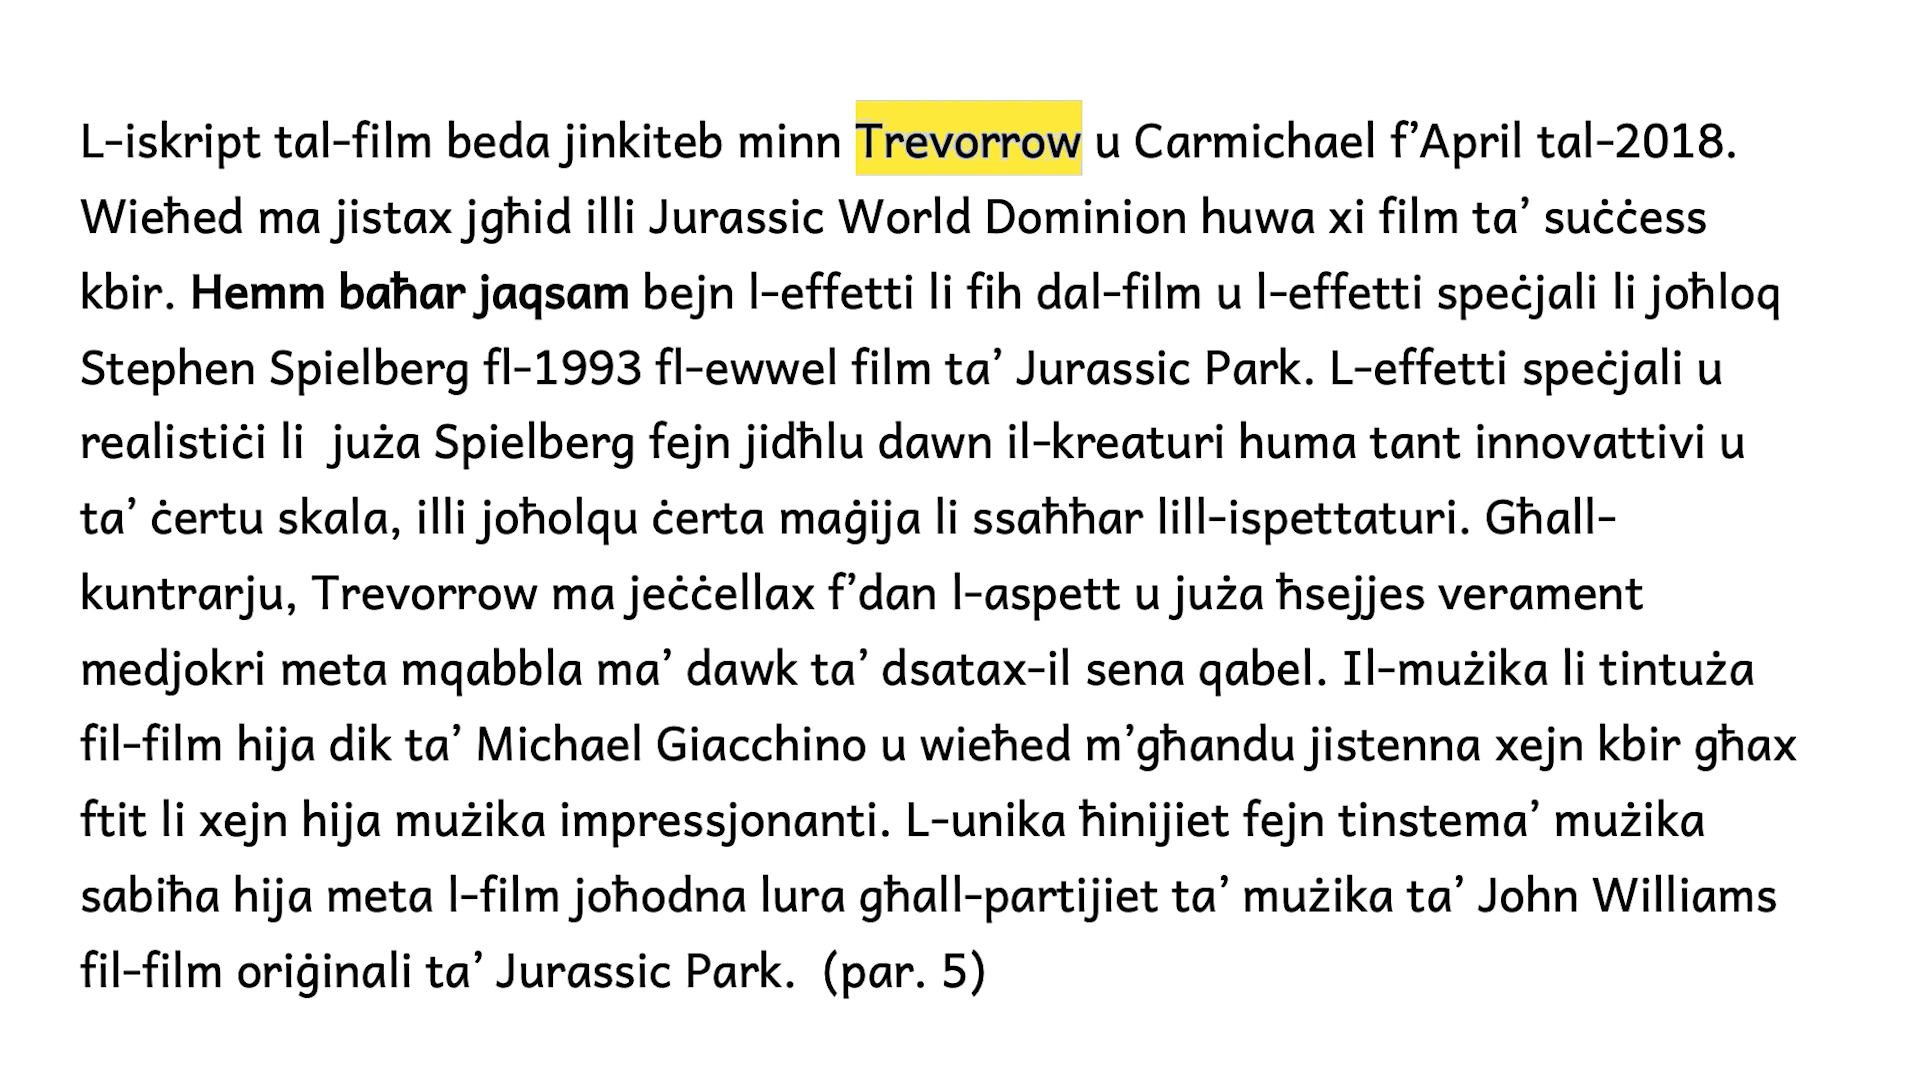 L-iskript tal-film beda jinkiteb minn Trevorrow u Carmichael f’April tal-2018.
Wieħed ma jistax jgħid illi Jurassic World Dominion huwa xi film ta’ suċċess
kbir. Hemm baħar jaqsam bejn l-effetti li fih dal-film u l-effetti speċjali li joħloq
Stephen Spielberg fl-1993 fl-ewwel film ta’ Jurassic Park. L-effetti speċjali u
realistiċi li  juża Spielberg fejn jidħlu dawn il-kreaturi huma tant innovattivi u
ta’ ċertu skala, illi joħolqu ċerta maġija li ssaħħar lill-ispettaturi. Għall-
kuntrarju, Trevorrow ma jeċċellax f’dan l-aspett u juża ħsejjes verament
medjokri meta mqabbla ma’ dawk ta’ dsatax-il sena qabel. Il-mużika li tintuża
fil-film hija dik ta’ Michael Giacchino u wieħed m’għandu jistenna xejn kbir għax
ftit li xejn hija mużika impressjonanti. L-unika ħinijiet fejn tinstema’ mużika
sabiħa hija meta l-film joħodna lura għall-partijiet ta’ mużika ta’ John Williams
fil-film oriġinali ta’ Jurassic Park.  (par. 5)